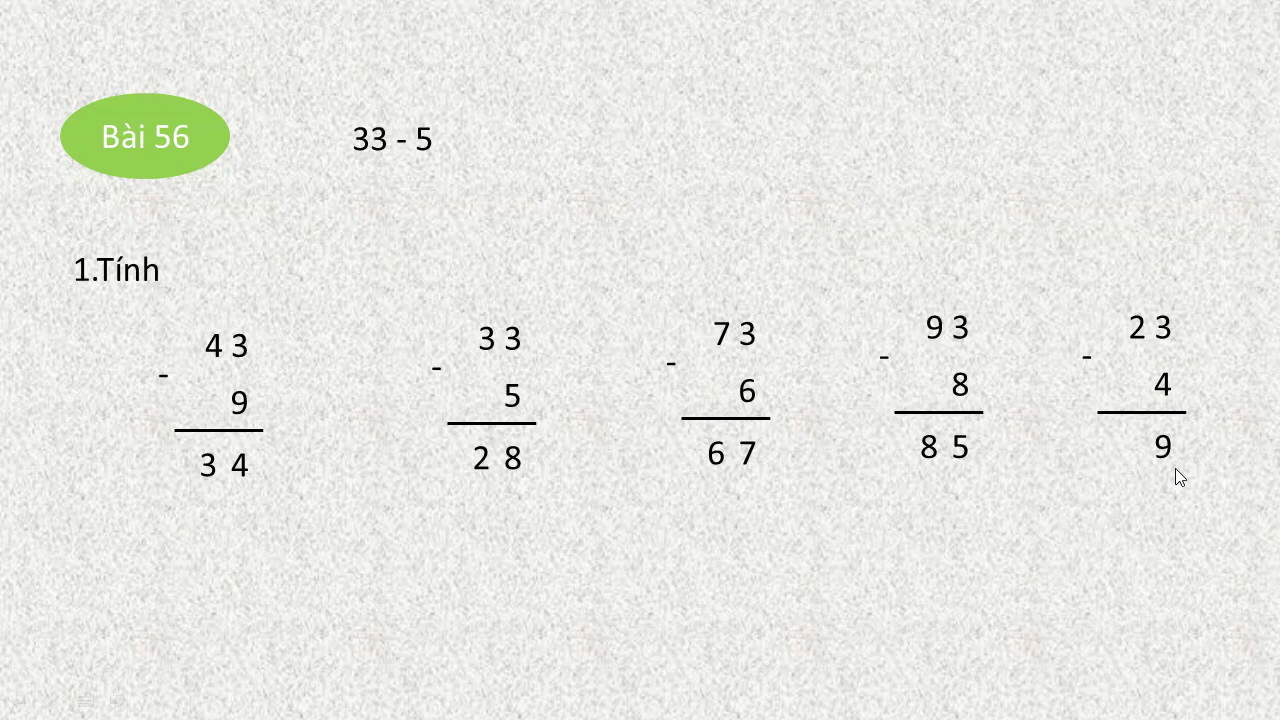 Bài 56
33 - 5
1.Tính
4 3 3 3 7 3 9 3 2 3
- - - - -
9 5 6 8 4
3 4 2 8 6 7 8 5 9